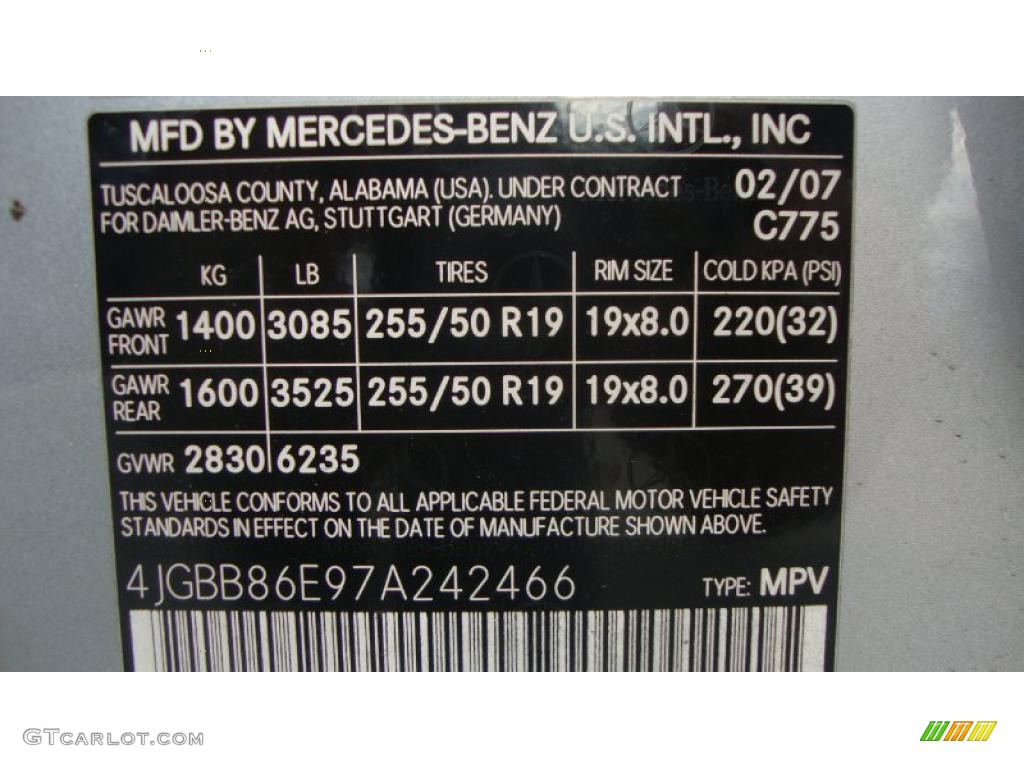 MFD BY MERCEDES-BENZ U.S. INTL., INC
TUSCALOOSA COUNTY, ALABAMA (USA). UNDER CONTRACT 02/07
FOR DAIMLER-BENZ AG, STUTTGART (GERMANY) C775
KG LB TIRES RIM SIZE COLD KPA (PSI)
GAWR FRONT 1400 3085 255/50 R19 19x8.0 220(32)
GAWR REAR 1600 3525 255/50 R19 19x8.0 270(39)
GVWR 2830 6235
THIS VEHICLE CONFORMS TO ALL APPLICABLE FEDERAL MOTOR VEHICLE SAFETY
STANDARDS IN EFFECT ON THE DATE OF MANUFACTURE SHOWN ABOVE.
4JGBB86E97A242466 TYPE: MPV
GTCARLOT.COM